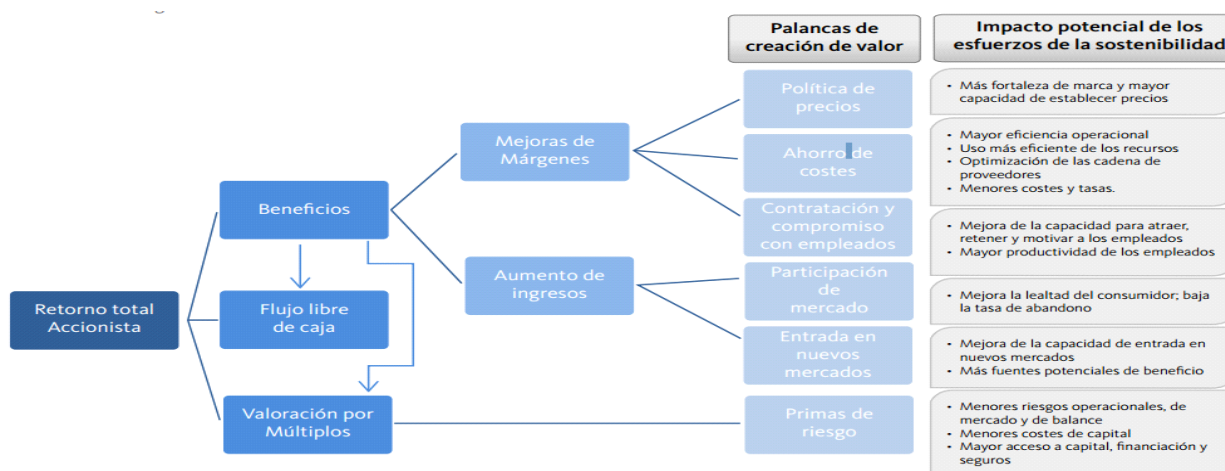 Palancas de
creación de valor
Impacto potencial de los
esfuerzos de la sostenibilidad
Retorno total
Accionista
Beneficios
Flujo libre
de caja
Valoración por
Múltiplos
Mejoras de
Márgenes
Aumento de
ingresos
Política de
precios
Ahorro de
costes
Contratación y
compromiso
con empleados
Participación
de
mercado
Entrada en
nuevos
mercados
Primas de
riesgo
• Más fortaleza de marca y mayor
capacidad de establecer precios
• Mayor eficiencia operacional
• Uso más eficiente de los recursos
• Optimización de las cadena de
proveedores
• Menores costes y tasas.
• Mejora de la capacidad para atraer,
retener y motivar a los empleados
• Mayor productividad de los empleados
• Mejora la lealtad del consumidor; baja
la tasa de abandono
• Mejora de la capacidad de entrada en
nuevos mercados
• Más fuentes potenciales de beneficio
• Menores riesgos operacionales, de
mercado y de balance
• Menores costes de capital
• Mayor acceso a capital, financiación y
seguros